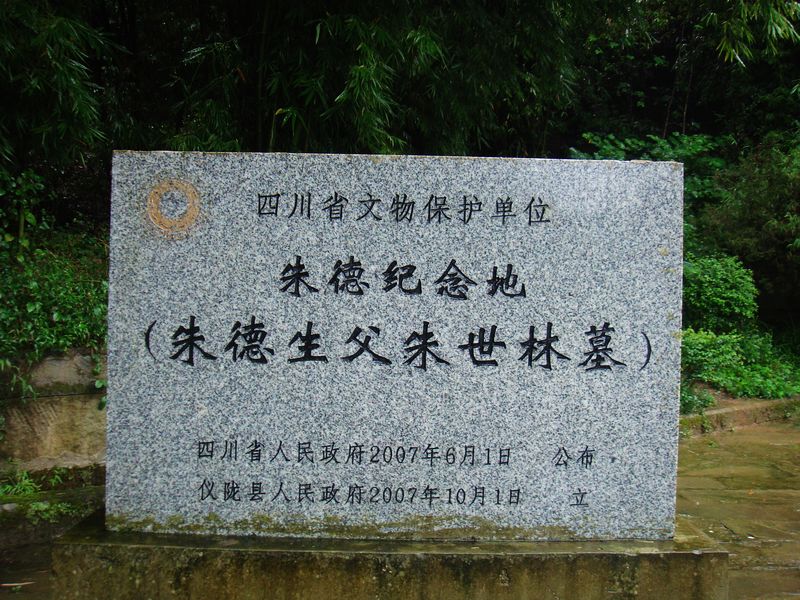 四川省文物保护单位
朱德纪念地
（朱德生父朱世林墓）
四川省人民政府2007年6月1日 公布
仪陇县人民政府2007年10月1日 立